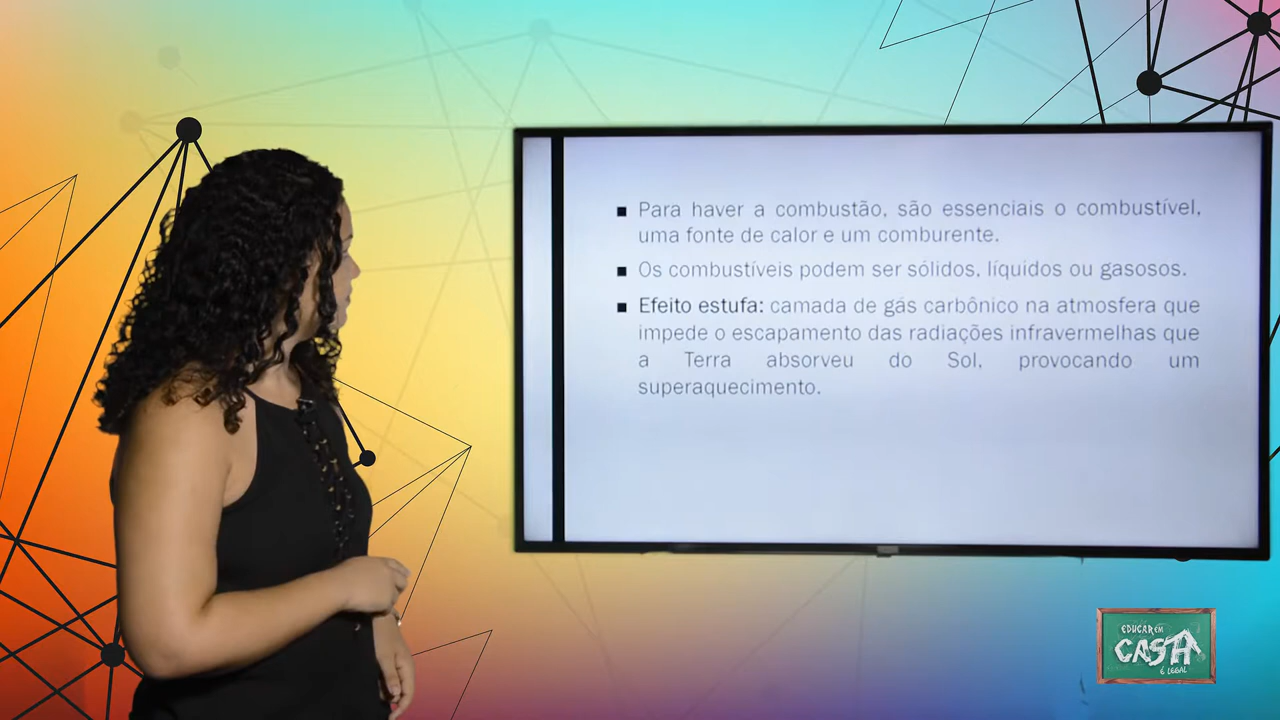 Para haver a combustão, são essenciais o combustível,
uma fonte de calor e um comburente.
Os combustíveis podem ser sólidos, líquidos ou gasosos.
Efeito estufa: camada de gás carbônico na atmosfera que
impede o escapamento das radiações infravermelhas que
a Terra absorveu do Sol, provocando um
superaquecimento.
EDUCAR EM
CASA
É LEGAL